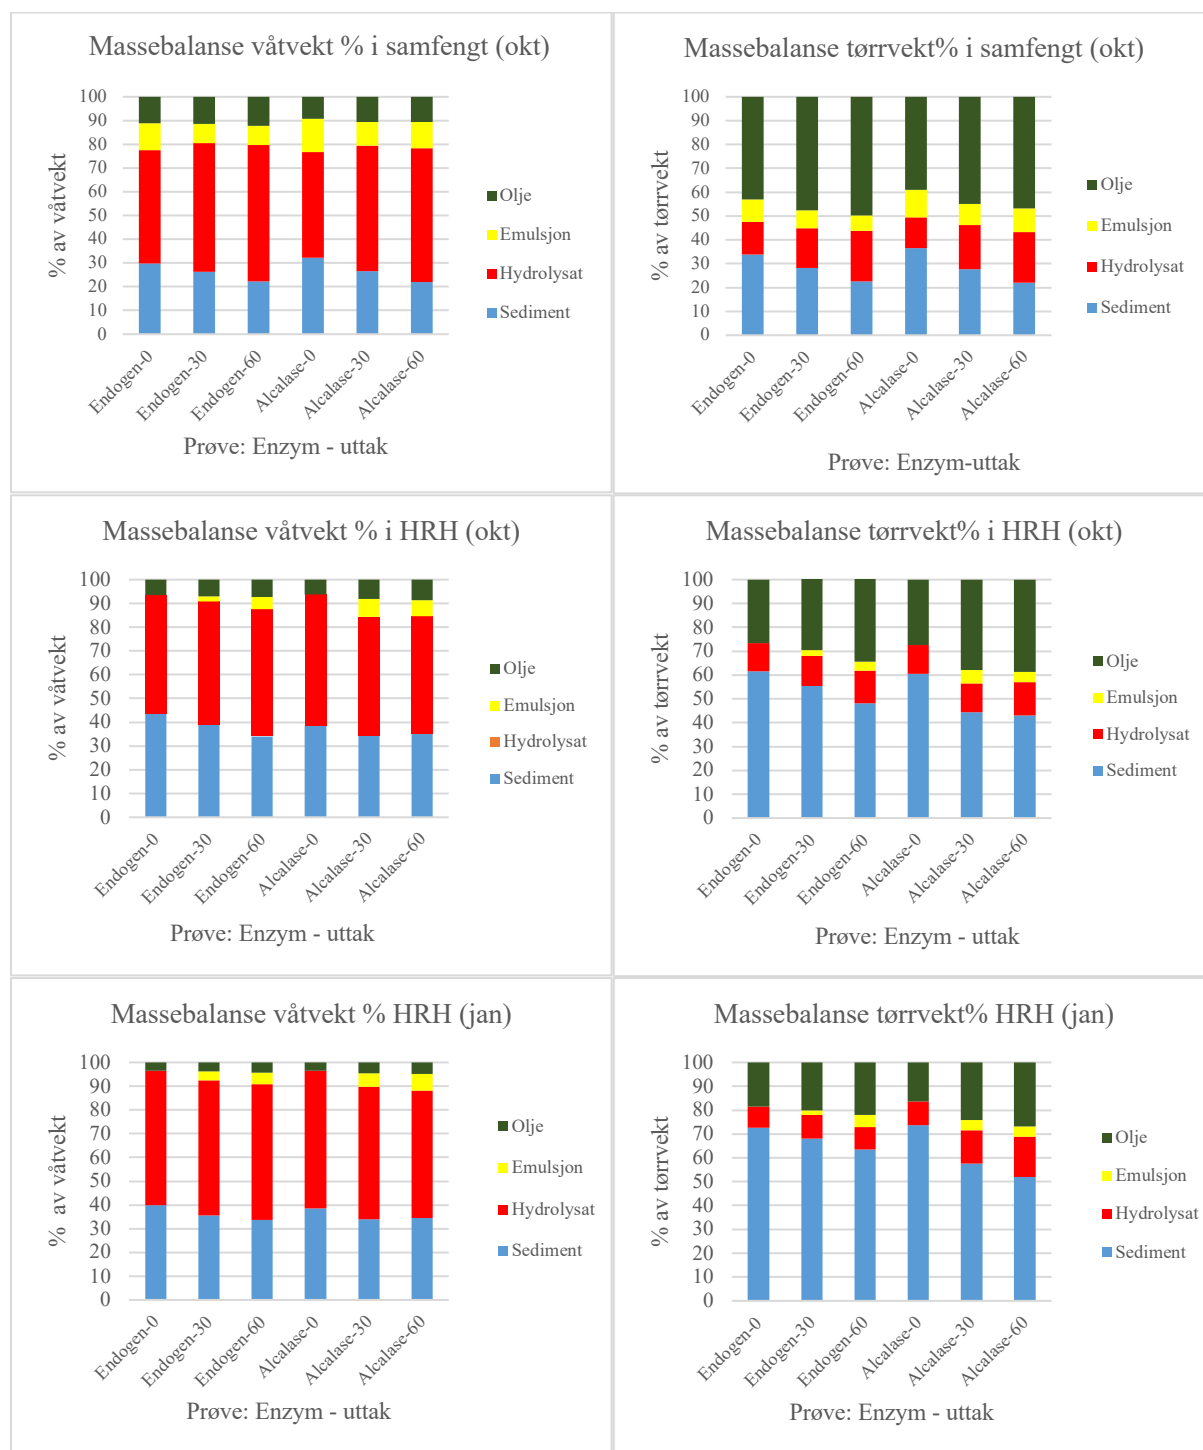 Massebalanse våtvekt % i samfengt (okt)
% av våtvekt
100
90
80
70
60
50
40
30
20
10
0
Endogen-0
Endogen-30
Endogen-60
Alcalase-0
Alcalase-30
Alcalase-60
Prøve: Enzym - uttak
Olje
Emulsjon
Hydrolysat
Sediment
Massebalanse tørrvekt% i samfengt (okt)
% av tørrvekt
100
90
80
70
60
50
40
30
20
10
0
Endogen-0
Endogen-30
Endogen-60
Alcalase-0
Alcalase-30
Alcalase-60
Prøve: Enzym-uttak
Olje
Emulsjon
Hydrolysat
Sediment
Massebalanse våtvekt % i HRH (okt)
% av våtvekt
100
90
80
70
60
50
40
30
20
10
0
Endogen-0
Endogen-30
Endogen-60
Alcalase-0
Alcalase-30
Alcalase-60
Prøve: Enzym - uttak
Olje
Emulsjon
Hydrolysat
Sediment
Massebalanse tørrvekt% i HRH (okt)
% av tørrvekt
100
90
80
70
60
50
40
30
20
10
0
Endogen-0
Endogen-30
Endogen-60
Alcalase-0
Alcalase-30
Alcalase-60
Prøve: Enzym - uttak
Olje
Emulsjon
Hydrolysat
Sediment
Massebalanse våtvekt % HRH (jan)
% av våtvekt
100
90
80
70
60
50
40
30
20
10
0
Endogen-0
Endogen-30
Endogen-60
Alcalase-0
Alcalase-30
Alcalase-60
Prøve: Enzym - uttak
Olje
Emulsjon
Hydrolysat
Sediment
Massebalanse tørrvekt% HRH (jan)
% av tørrvekt
100
90
80
70
60
50
40
30
20
10
0
Endogen-0
Endogen-30
Endogen-60
Alcalase-0
Alcalase-30
Alcalase-60
Prøve: Enzym - uttak
Olje
Emulsjon
Hydrolysat
Sediment